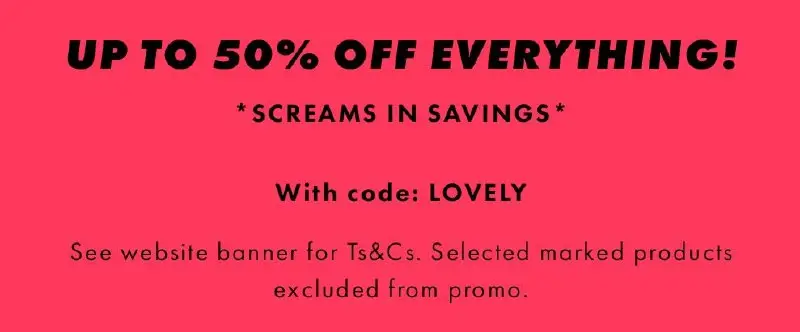 UP TO 50% OFF EVERYTHING!
*SCREAMS IN SAVINGS*
With code: LOVELY
See website banner for Ts&Cs. Selected marked products
excluded from promo.